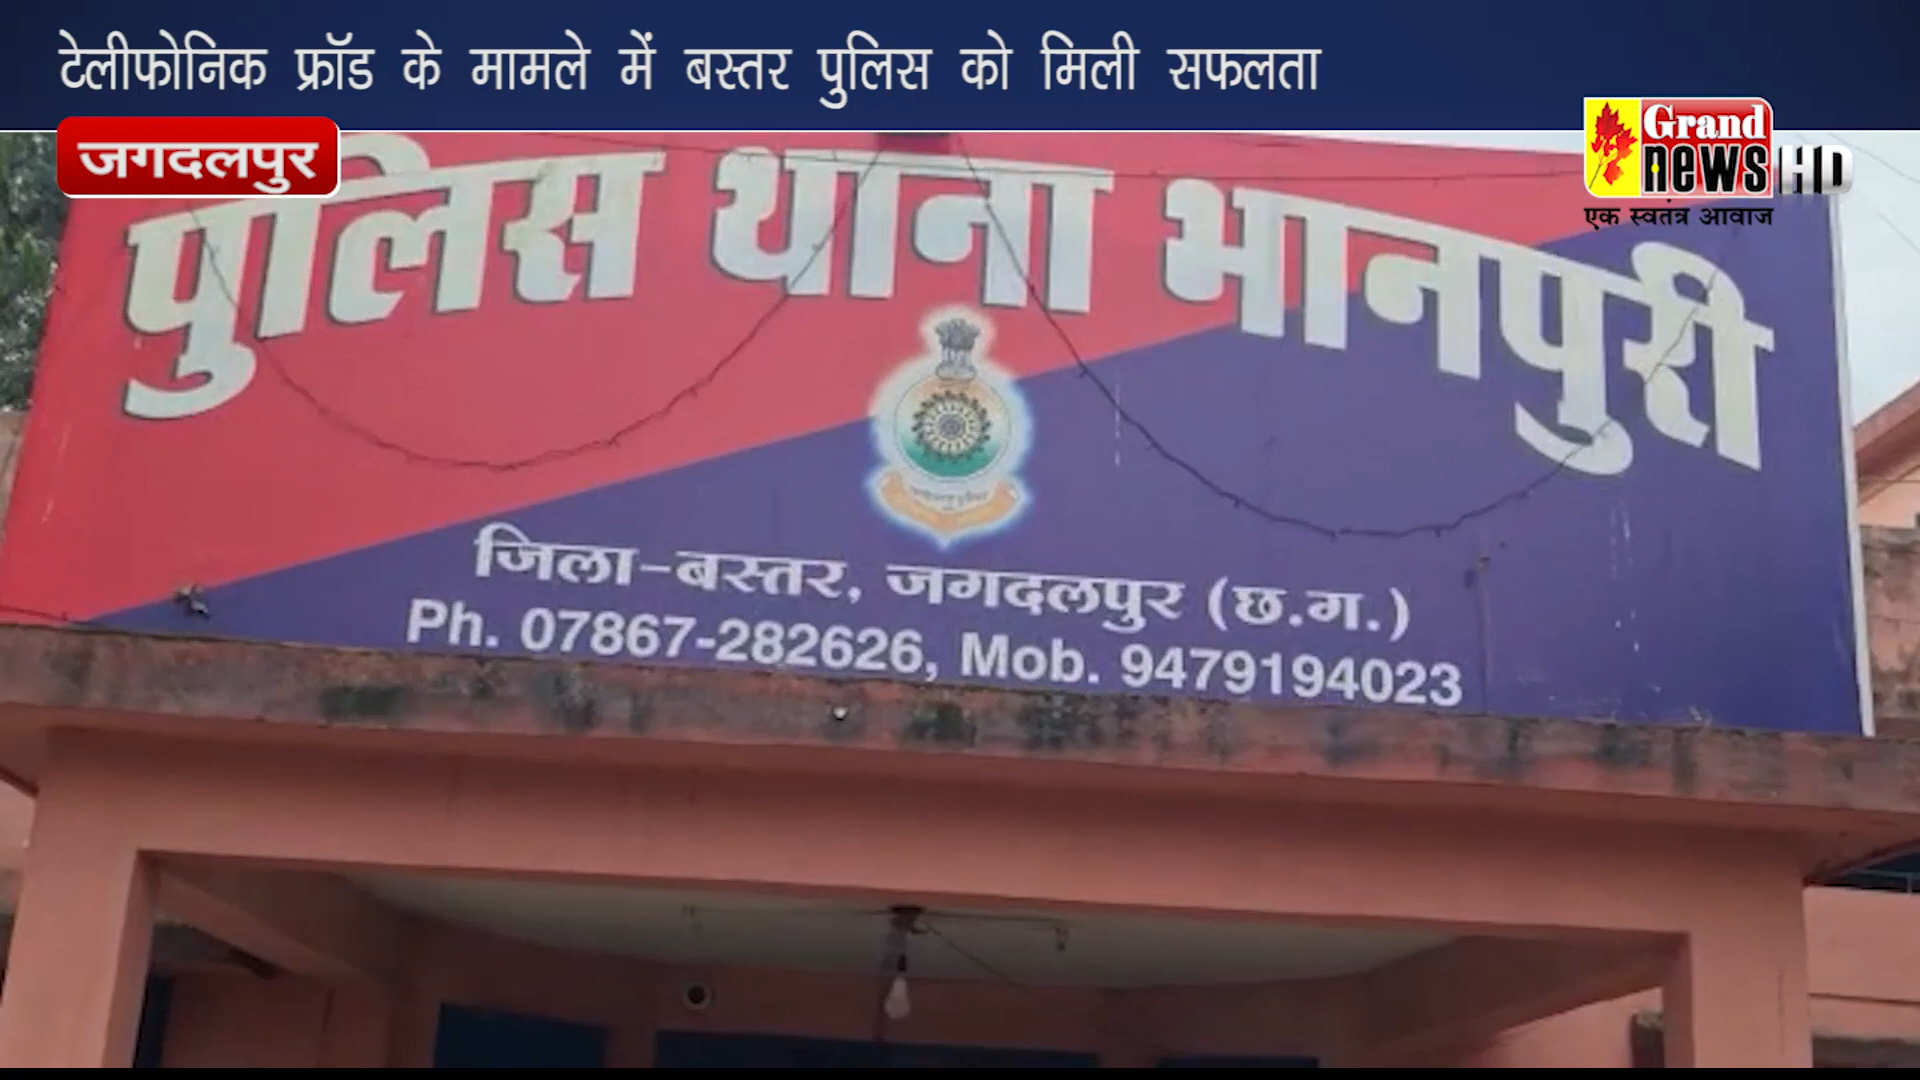 टेलीफोनिक फ्रॉड के मामले में बस्तर पुलिस को मिली सफलता
जगदलपुर
Grand
news HD
एक स्वतंत्र आवाज
पुलिस थाना भानपुरी
जिला-बस्तर, जगदलपुर (छ.ग.)
Ph. 07867-282626, Mob. 9479194023